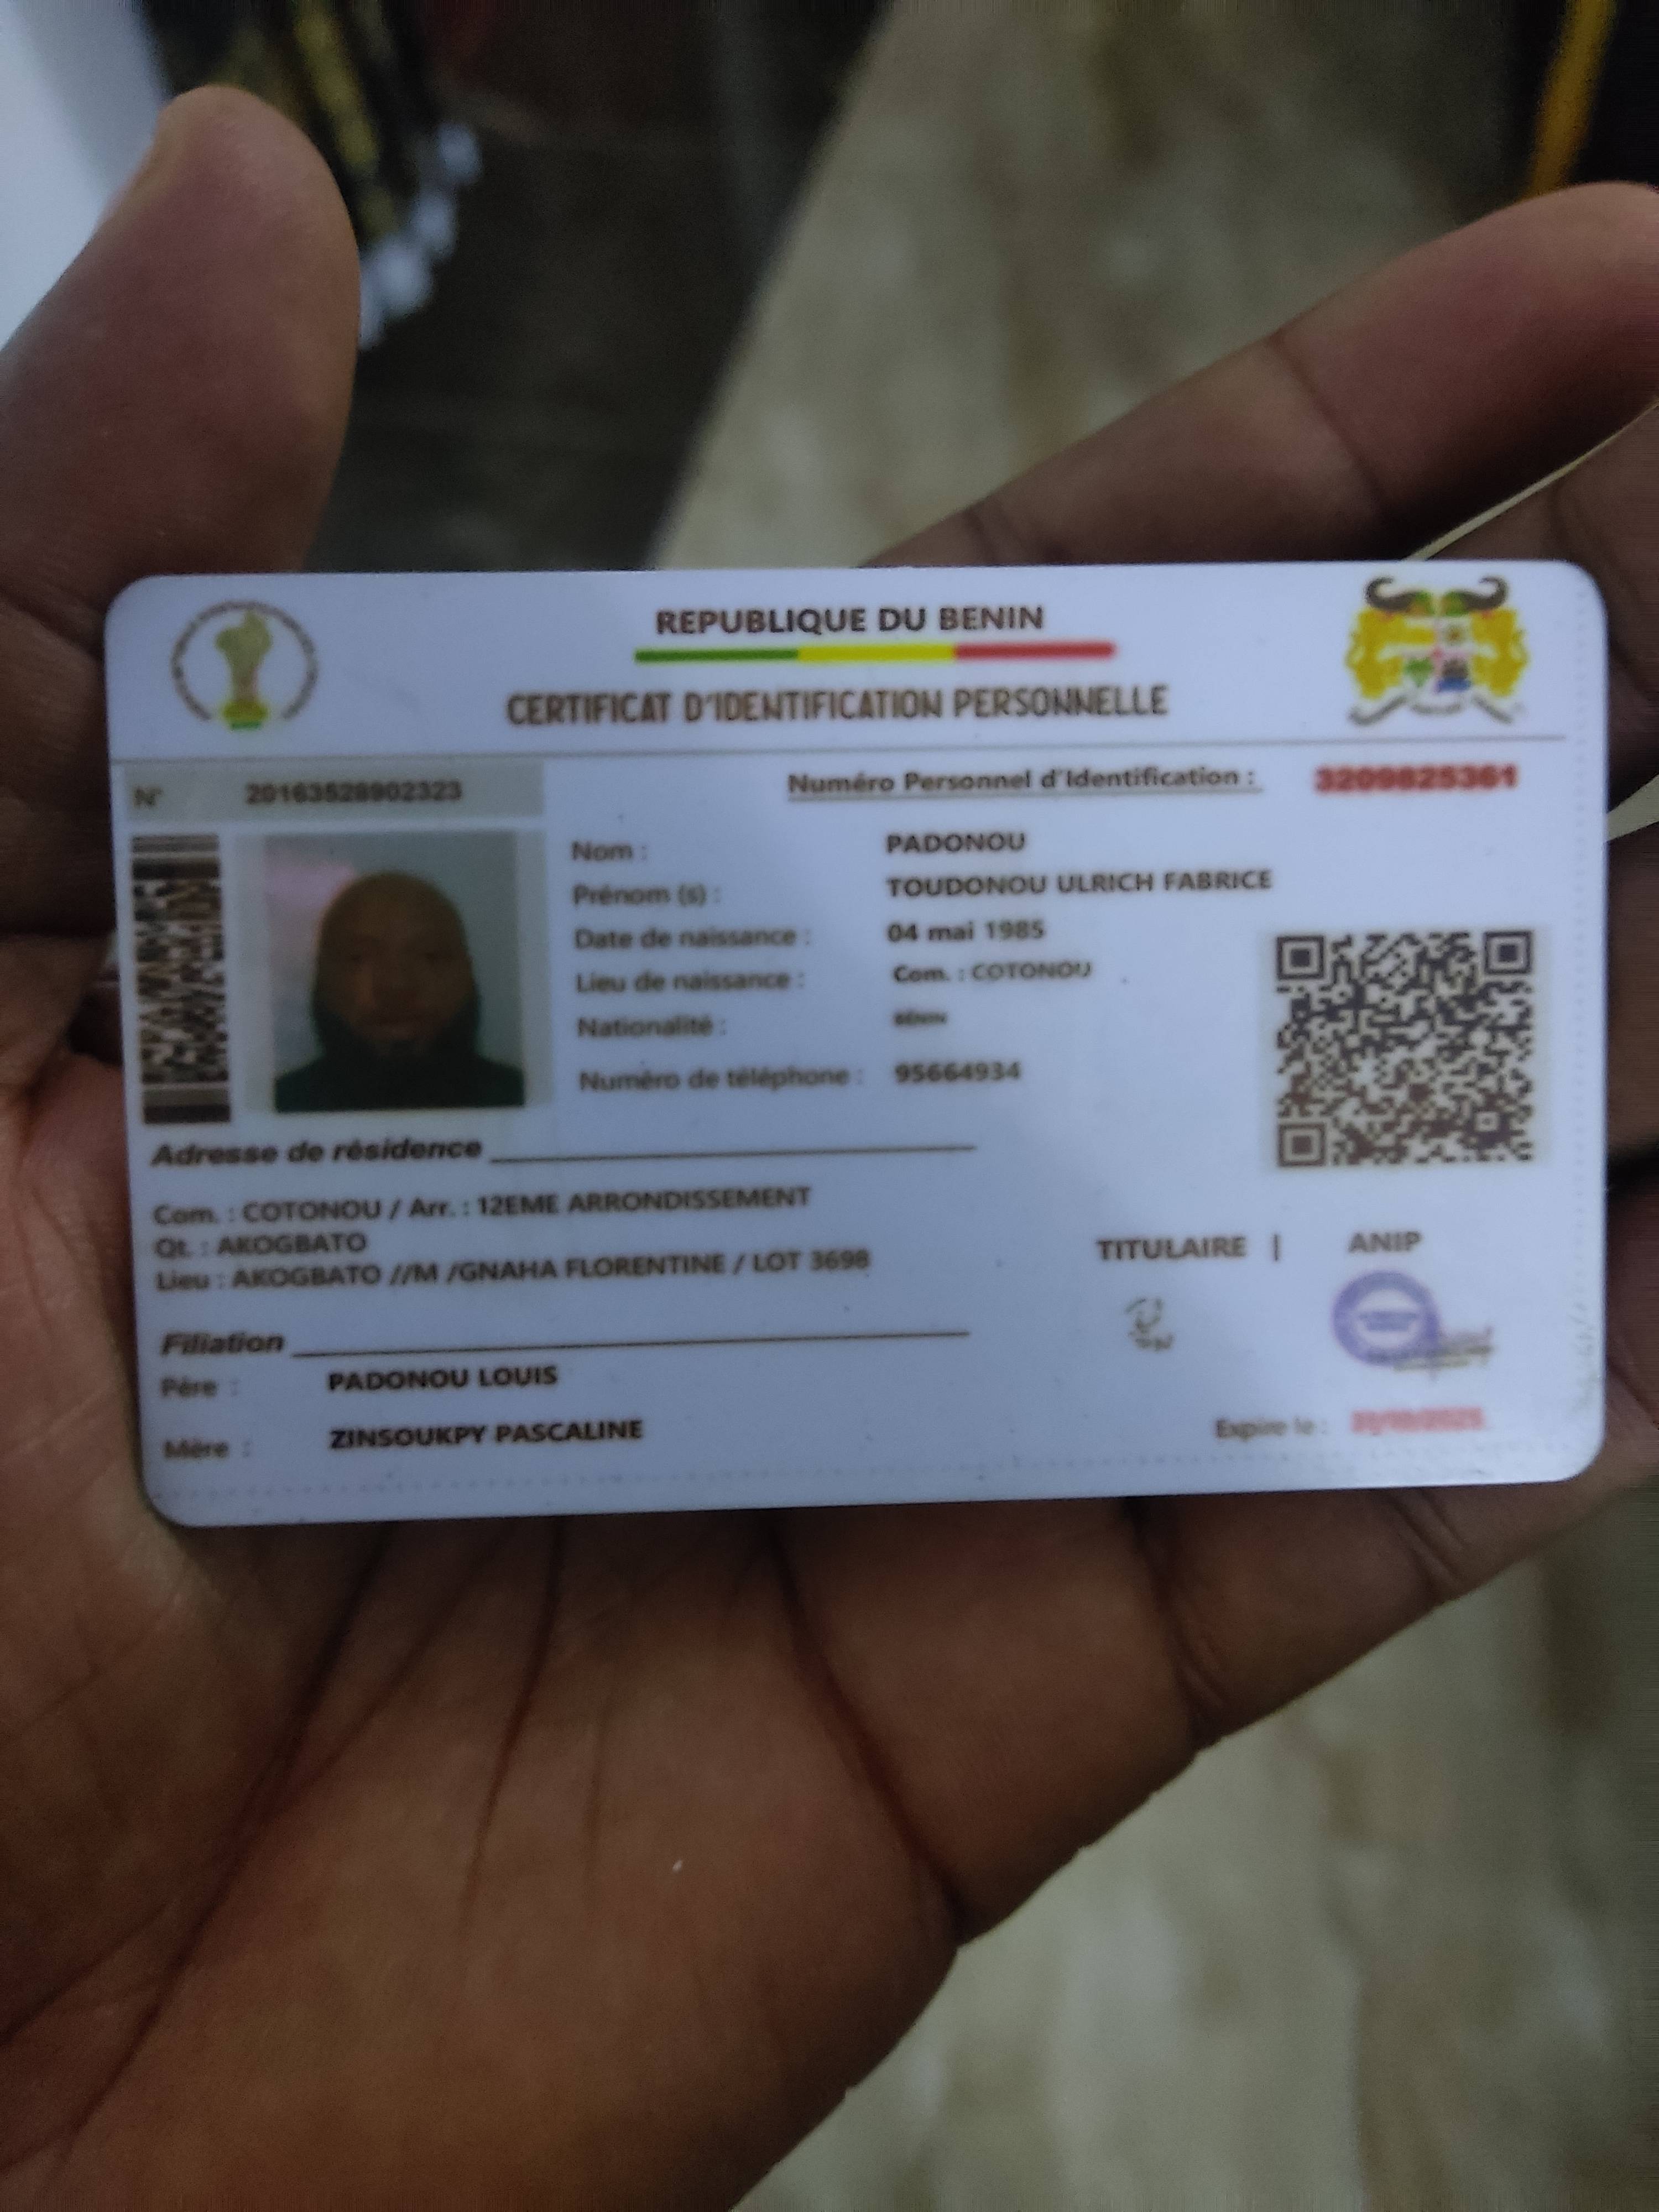 REPUBLIQUE DU BENIN
CERTIFICAT D'IDENTIFICATION PERSONNELLE
N° 20163528902323
Numéro Personnel d'Identification : 3209825361
Nom : PADONOU
Prénom (s) : TOUDONOU ULRICH FABRICE
Date de naissance : 04 mai 1985
Lieu de naissance : Com. : COTONOU
Nationalité : BÉNIN
Numéro de téléphone : 95664934
Adresse de résidence
Com. : COTONOU / Arr. : 12EME ARRONDISSEMENT
Qt. : AKOGBATO
Lieu : AKOGBATO //M /GNAHA FLORENTINE / LOT 3698
TITULAIRE | ANIP
Filiation
Père : PADONOU LOUIS
Mère : ZINSOUKPY PASCALINE
Expire le :